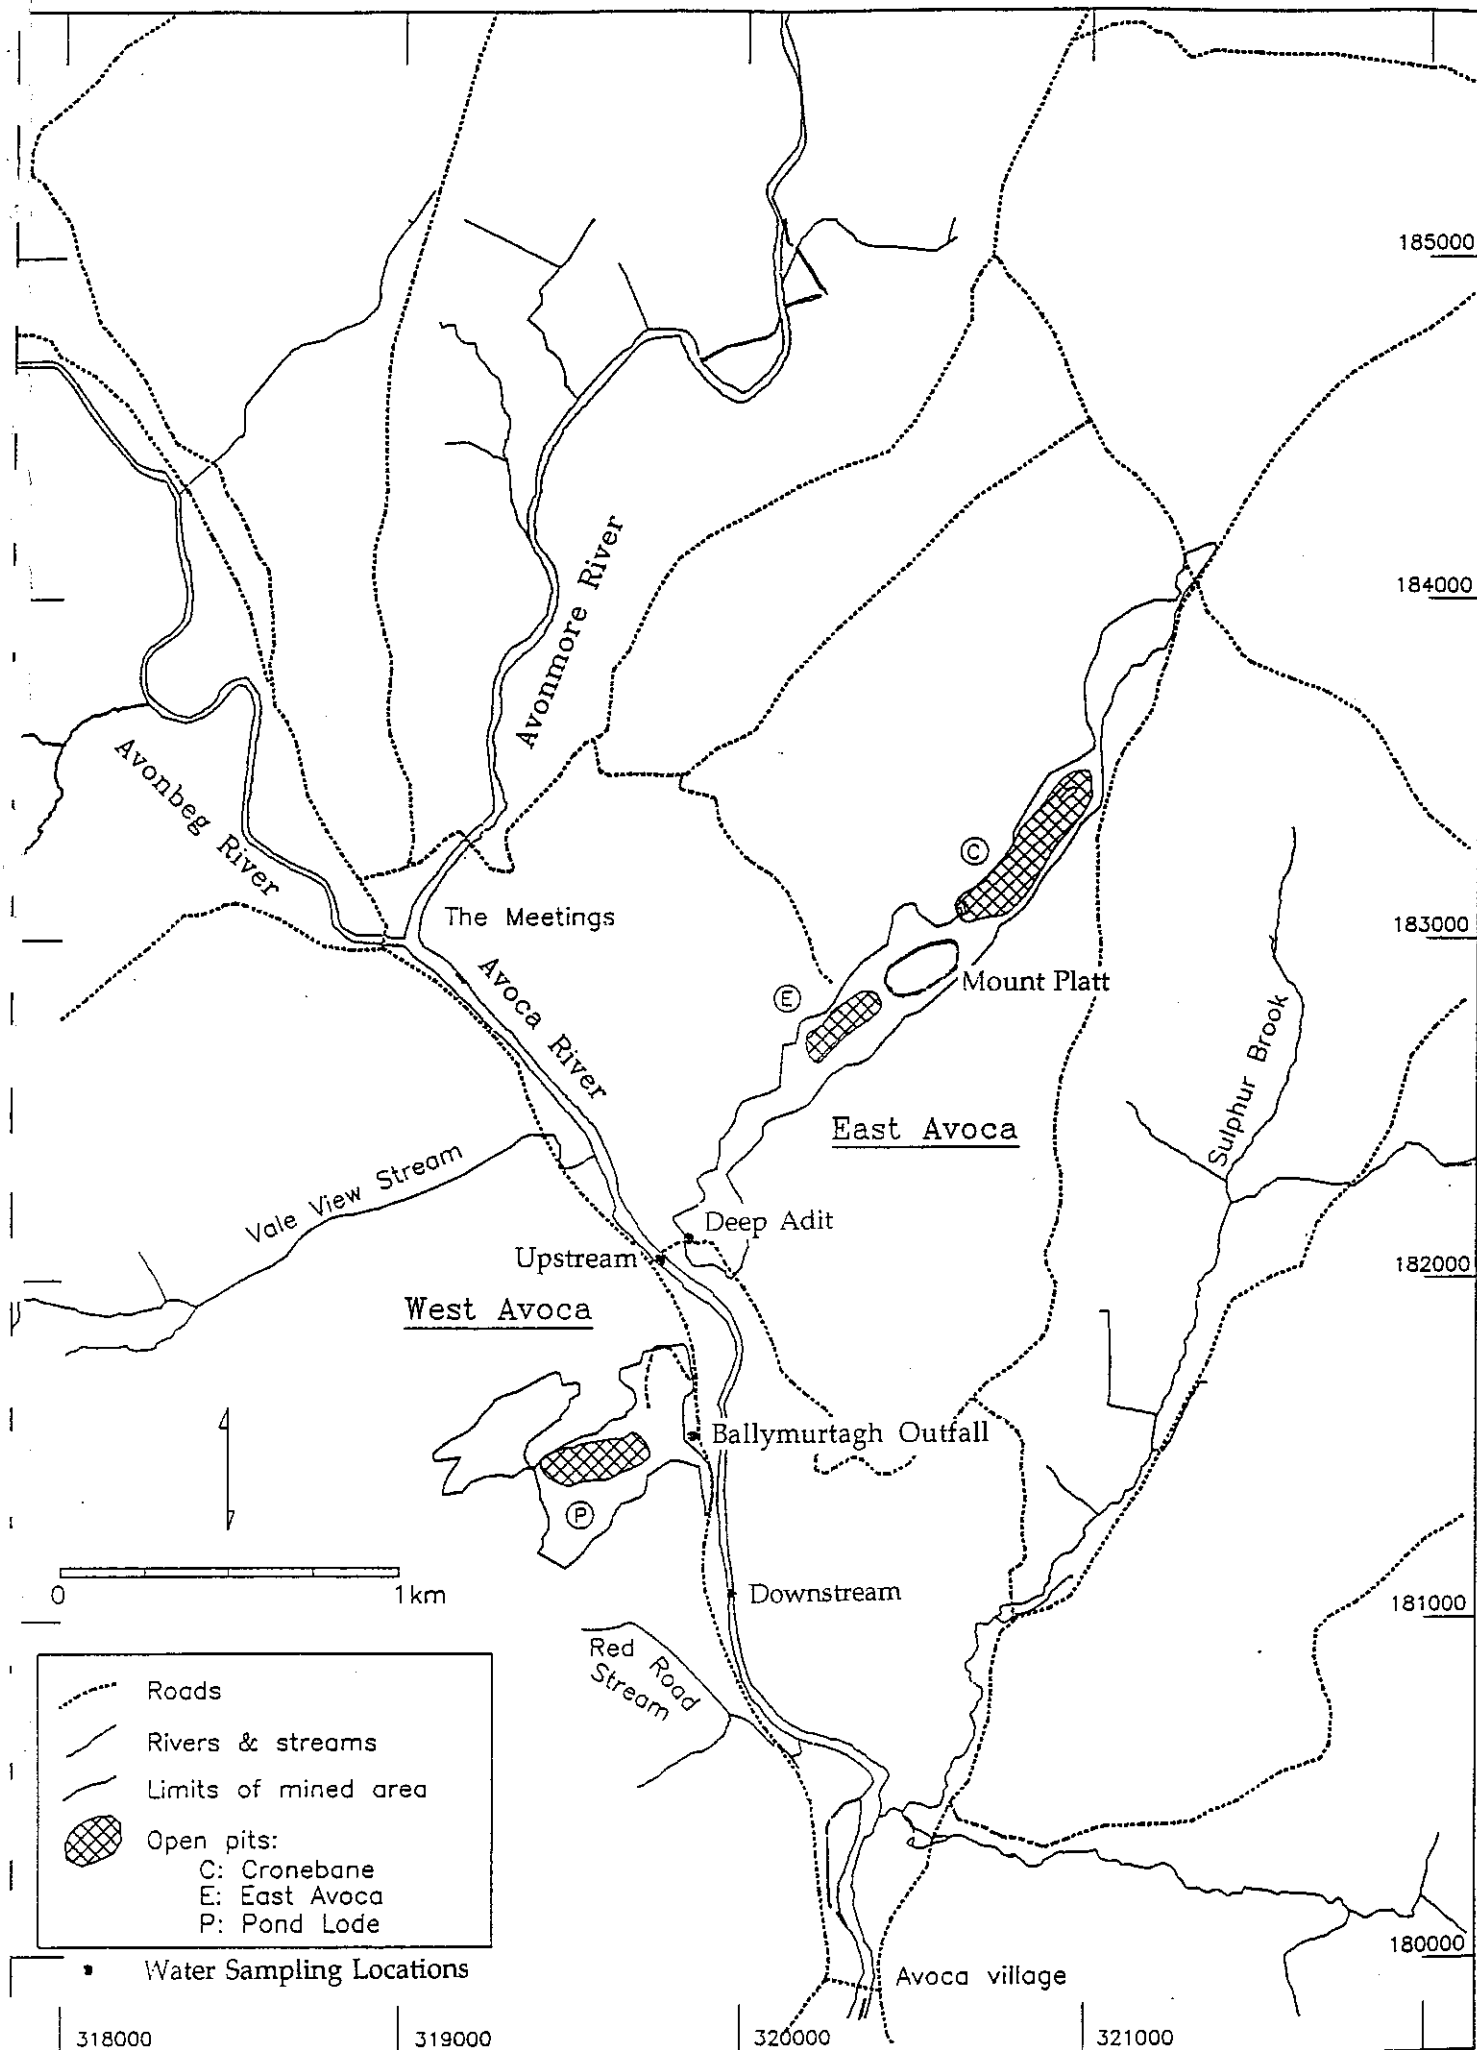 185000
184000
Avonmore River
Avonbeg River
©
The Meetings
183000
Avoca River
Mount Platt
Ⓔ
Sulphur Brook
East Avoca
Vale View Stream
Deep Adit
Upstream
182000
West Avoca
Ballymurtagh Outfall
Ⓟ
0 1km
Downstream
181000
Red Road
Stream
Roads
Rivers & streams
Limits of mined area
Open pits:
C: Cronebane
E: East Avoca
P: Pond Lode
Water Sampling Locations
180000
Avoca village
318000 319000 320000 321000